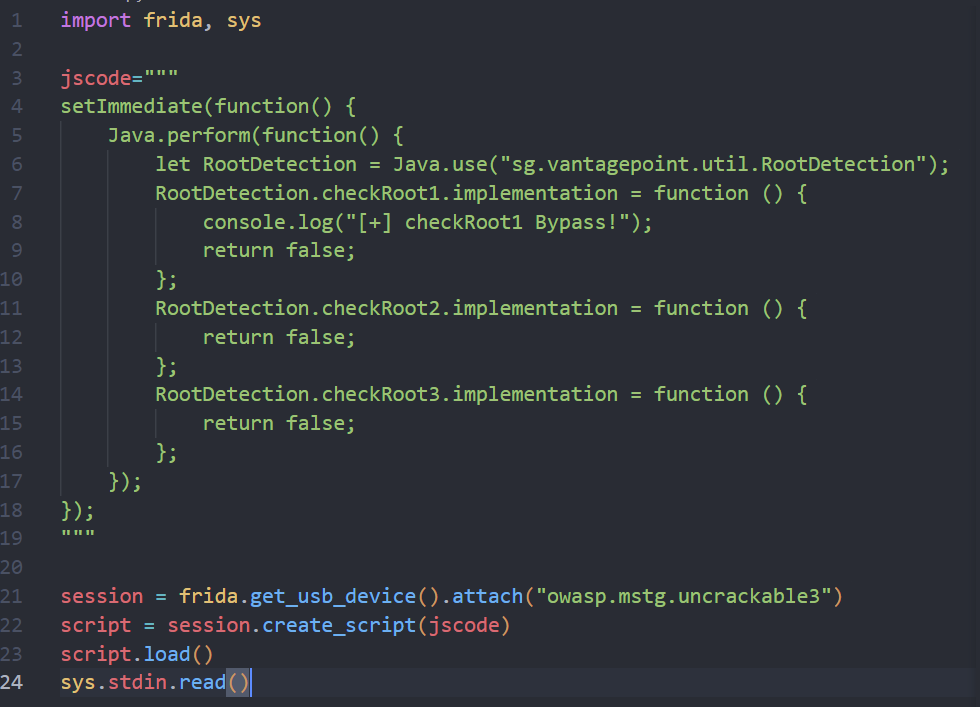 1 import frida, sys
2
3 jscode="""
4 setImmediate(function() {
5     Java.perform(function() {
6         let RootDetection = Java.use("sg.vantagepoint.util.RootDetection");
7         RootDetection.checkRoot1.implementation = function () {
8             console.log("[+] checkRoot1 Bypass!");
9             return false;
10         };
11         RootDetection.checkRoot2.implementation = function () {
12             return false;
13         };
14         RootDetection.checkRoot3.implementation = function () {
15             return false;
16         };
17     });
18 });
19 """
20
21 session = frida.get_usb_device().attach("owasp.mstg.uncrackable3")
22 script = session.create_script(jscode)
23 script.load()
24 sys.stdin.read()